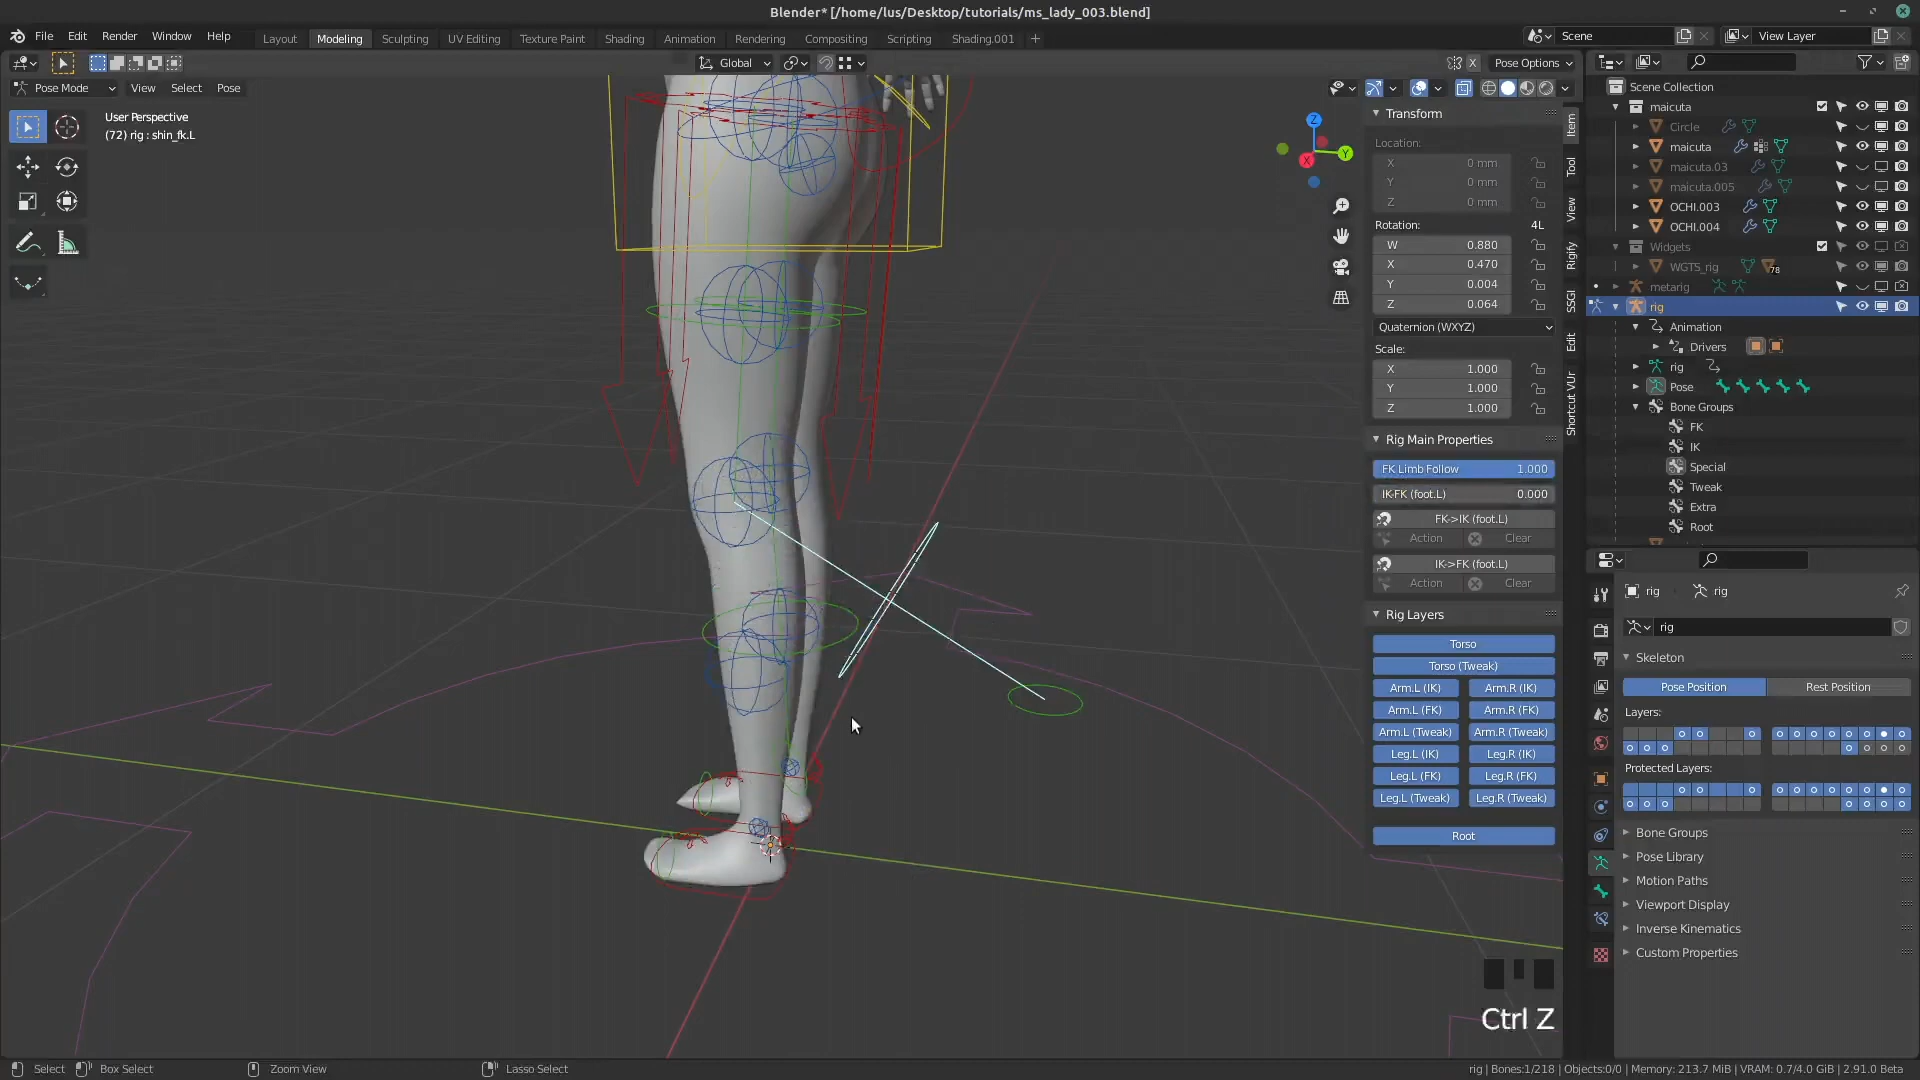 Blender* [/home/lus/Desktop/tutorials/ms_lady_003.blend]
File Edit Render Window Help
Layout Modeling Sculpting UV Editing Texture Paint Shading Animation Rendering Compositing Scripting Shading.001 +
Scene
View Layer
Global
X
Pose Options
Pose Mode View Select Pose
User Perspective
(72) rig : shin_fk.L
Z
Y
X
Transform
Location:
X 0 mm
Y 0 mm
Z 0 mm
Rotation: 4L
W 0.880
X 0.470
Y 0.004
Z 0.064
Quaternion (WXYZ)
Scale:
X 1.000
Y 1.000
Z 1.000
Rig Main Properties
FK Limb Follow 1.000
IK-FK (foot.L) 0.000
FK->IK (foot.L)
Action Clear
IK->FK (foot.L)
Action Clear
Rig Layers
Torso
Torso (Tweak)
Arm.L (IK) Arm.R (IK)
Arm.L (FK) Arm.R (FK)
Arm.L (Tweak) Arm.R (Tweak)
Leg.L (IK) Leg.R (IK)
Leg.L (FK) Leg.R (FK)
Leg.L (Tweak) Leg.R (Tweak)
Root
Item
Tool
View
Rigify
SSGI
Edit
Shortcut VUr
Scene Collection
maicuta
Circle
maicuta
maicuta.03
maicuta.005
OCHI.003
OCHI.004
Widgets
WGTS_rig 78
metarig
rig
Animation
Drivers
rig
Pose
Bone Groups
FK
IK
Special
Tweak
Extra
Root
rig rig
rig
Skeleton
Pose Position Rest Position
Layers:
Protected Layers:
Bone Groups
Pose Library
Motion Paths
Viewport Display
Inverse Kinematics
Custom Properties
Ctrl Z
Select Box Select Zoom View Lasso Select
rig | Bones:1/218 | Objects:0/0 | Memory: 213.7 MiB | VRAM: 0.7/4.0 GiB | 2.91.0 Beta